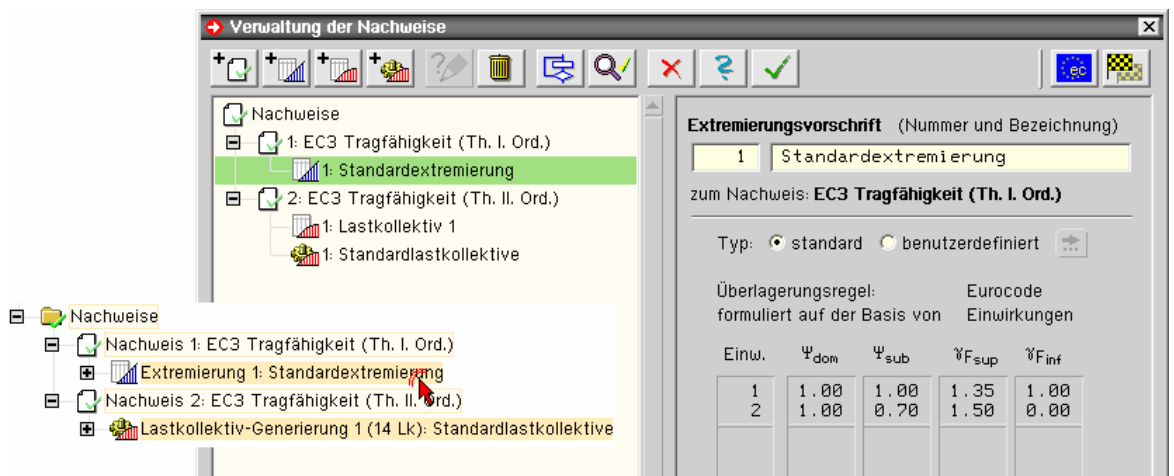 Verwaltung der Nachweise
ec
Nachweise
1: EC3 Tragfähigkeit (Th. I. Ord.)
1: Standardextremierung
2: EC3 Tragfähigkeit (Th. II. Ord.)
1: Lastkollektiv 1
1: Standardlastkollektive
Nachweise
Nachweis 1: EC3 Tragfähigkeit (Th. I. Ord.)
Extremierung 1: Standardextremierung
Nachweis 2: EC3 Tragfähigkeit (Th. II. Ord.)
Lastkollektiv-Generierung 1 (14 Lk): Standardlastkollektive
Extremierungsvorschrift (Nummer und Bezeichnung)
1 Standardextremierung
zum Nachweis: EC3 Tragfähigkeit (Th. I. Ord.)
Typ: standard benutzerdefiniert
Überlagerungsregel: Eurocode
formuliert auf der Basis von Einwirkungen
Einw. Ψdom Ψsub γFsup γFinf
1 1.00 1.00 1.35 1.00
2 1.00 0.70 1.50 0.00